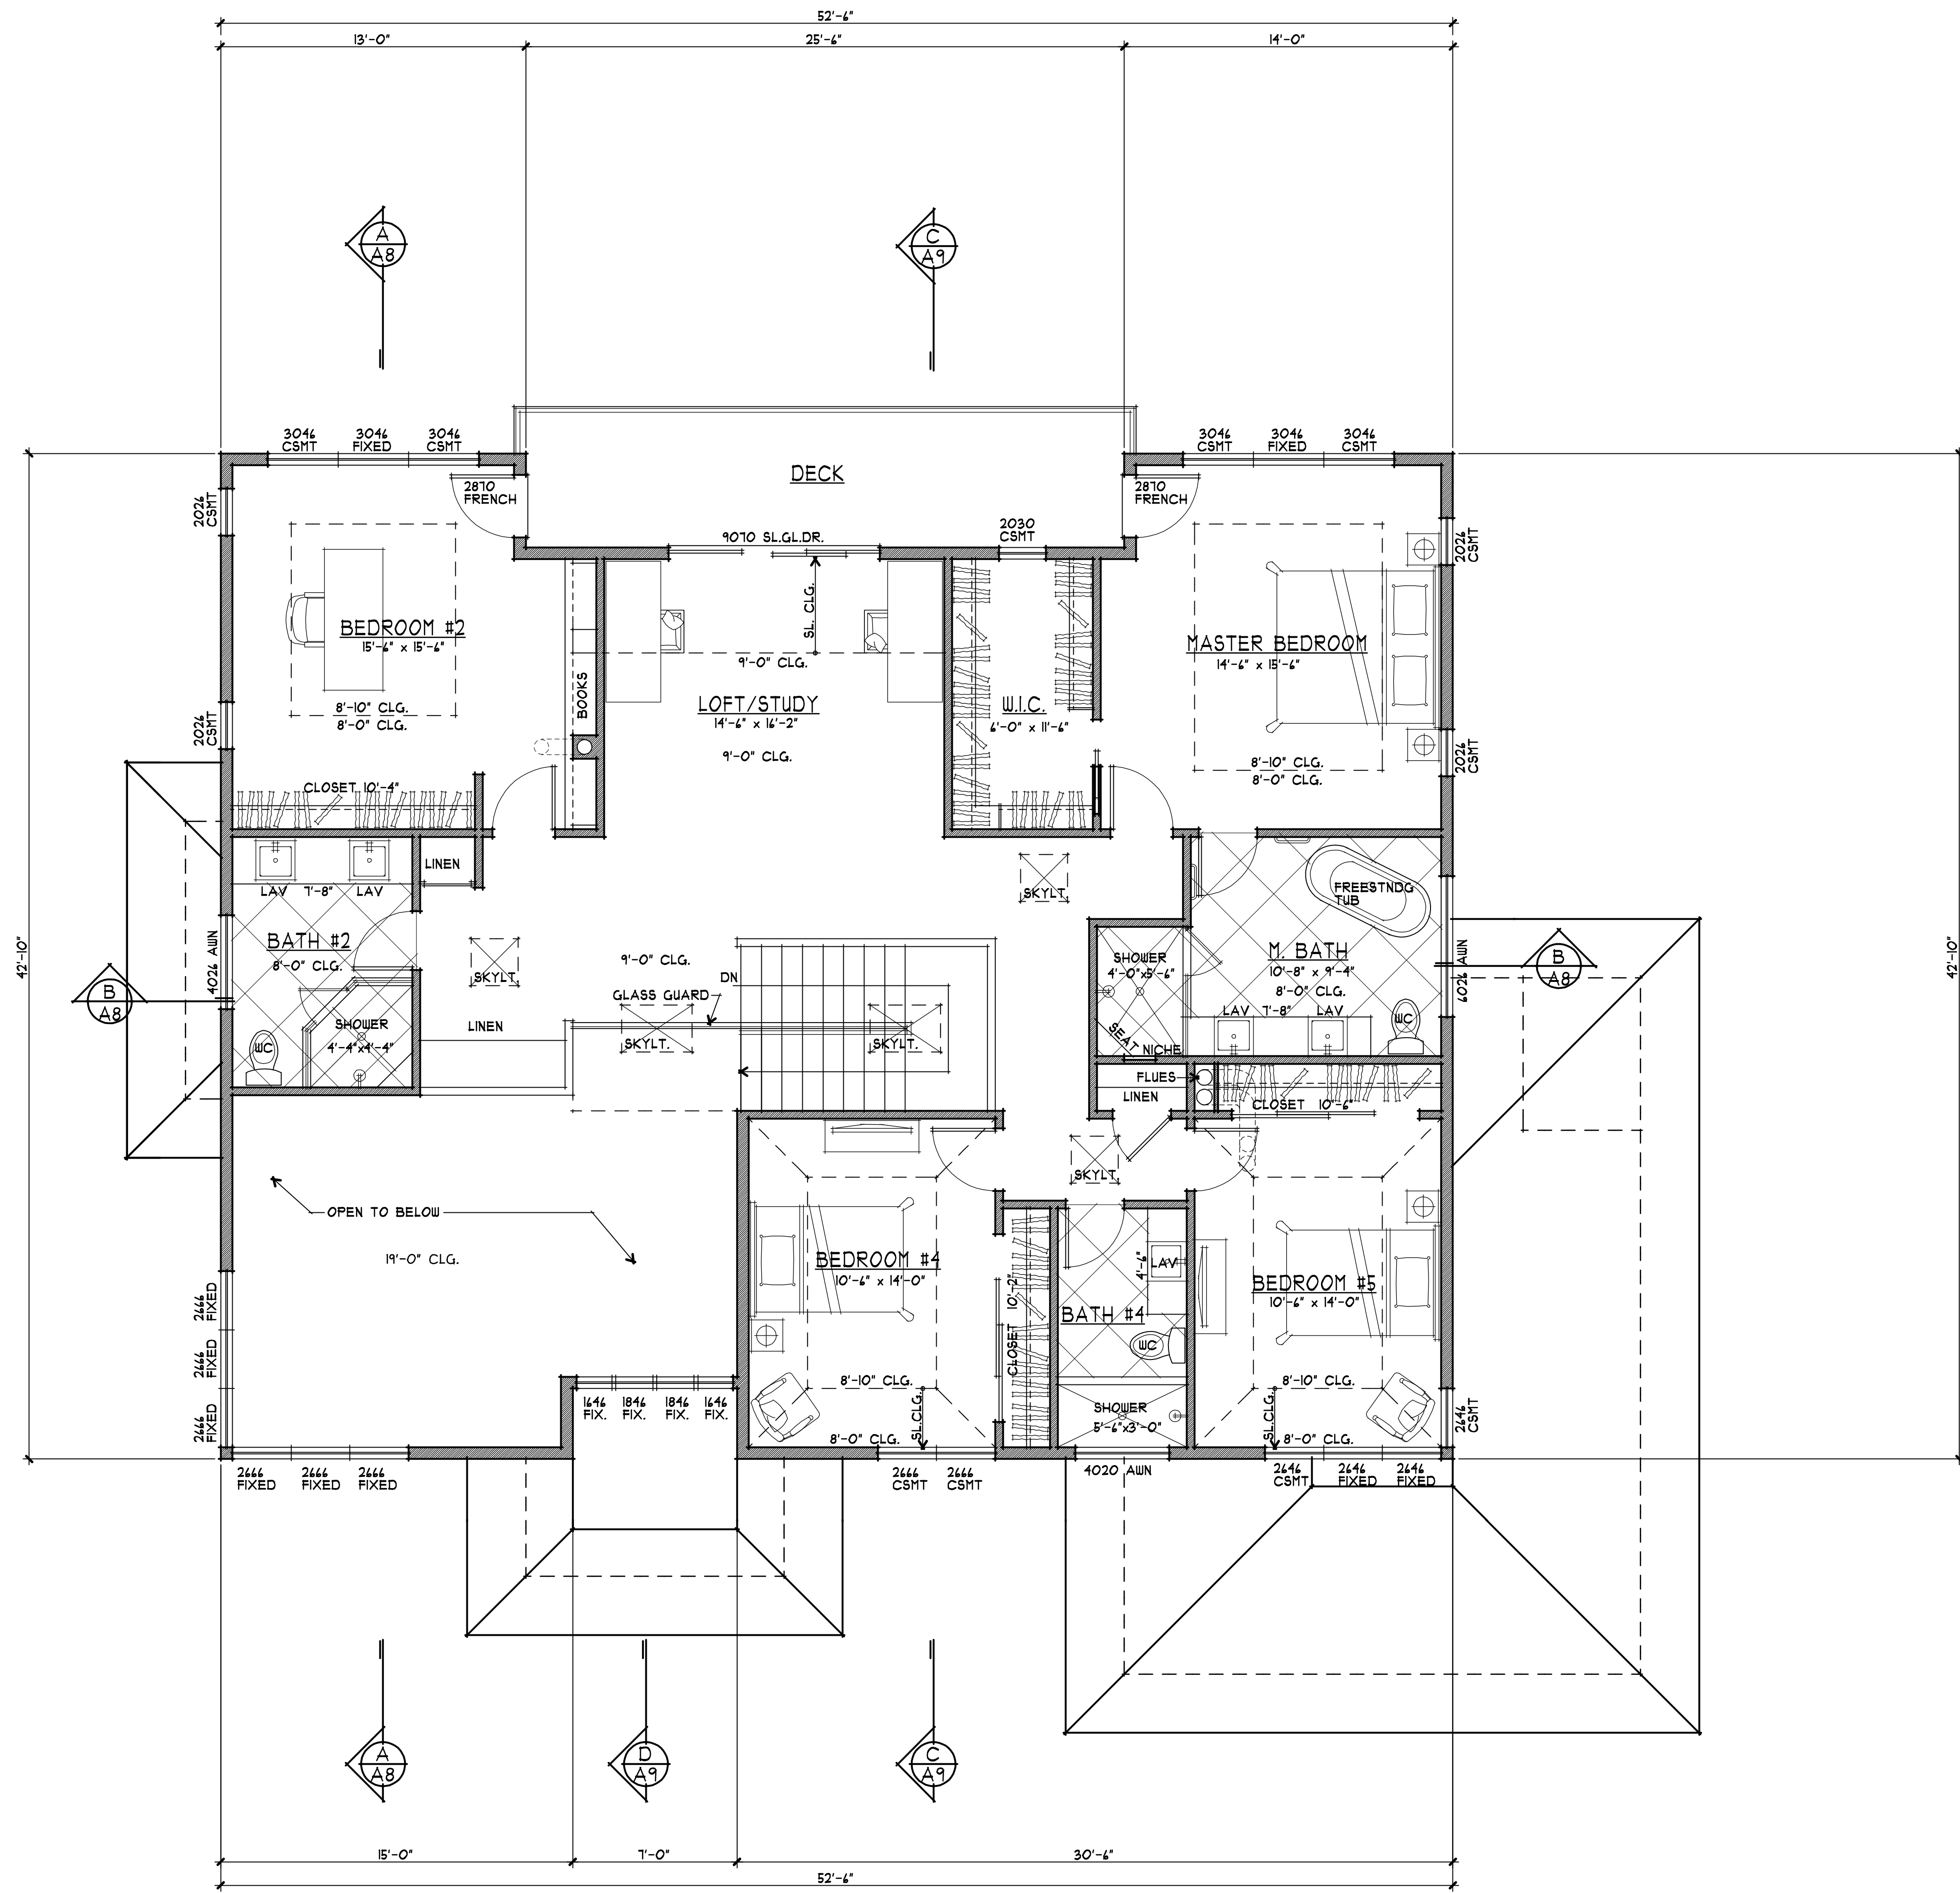 52'-6"
13'-0"
25'-6"
14'-0"
A
A8
C
A9
3046
CSMT
3046
FIXED
3046
CSMT
3046
CSMT
3046
FIXED
3046
CSMT
DECK
2870
FRENCH
2870
FRENCH
2026
CSMT
2030
CSMT
9070 SL.GL.DR.
2026
CSMT
SL. CLG.
BEDROOM #2
15'-6" x 15'-6"
MASTER BEDROOM
14'-6" x 15'-6"
9'-0" CLG.
BOOKS
LOFT/STUDY
14'-6" x 16'-2"
W.I.C.
6'-0" x 11'-6"
8'-10" CLG.
8'-0" CLG.
2026
CSMT
9'-0" CLG.
2026
CSMT
8'-10" CLG.
8'-0" CLG.
CLOSET 10'-4"
LINEN
LAV 7'-8" LAV
SKYLT.
FREESTNDG
TUB
42'-10"
42'-10"
4026 AWN
BATH #2
8'-0" CLG.
SKYLT.
9'-0" CLG.
DN
GLASS GUARD
SHOWER
4'-0"x5'-6"
M. BATH
10'-8" x 9'-4"
8'-0" CLG.
6026 AWN
B
A8
B
A8
LAV 7'-8" LAV
WC
SHOWER
4'-4"x4'-4"
WC
LINEN
SKYLT.
SKYLT.
SEAT
NICHE
FLUES
LINEN
CLOSET 10'-6"
SKYLT.
OPEN TO BELOW
19'-0" CLG.
BEDROOM #4
10'-6" x 14'-0"
CLOSET 10'-2"
4'-6"
LAV
BATH #4
WC
BEDROOM #5
10'-6" x 14'-0"
2666
FIXED
2666
FIXED
2666
FIXED
8'-10" CLG.
8'-10" CLG.
1646
FIX.
1846
FIX.
1846
FIX.
1646
FIX.
SL.CLG.
8'-0" CLG.
SHOWER
5'-6"x3'-0"
SL.CLG.
8'-0" CLG.
2646
CSMT
2666
FIXED
2666
FIXED
2666
FIXED
2666
CSMT
2666
CSMT
4020 AWN
2646
CSMT
2646
FIXED
2646
FIXED
A
A8
D
A9
C
A9
15'-0"
7'-0"
30'-6"
52'-6"